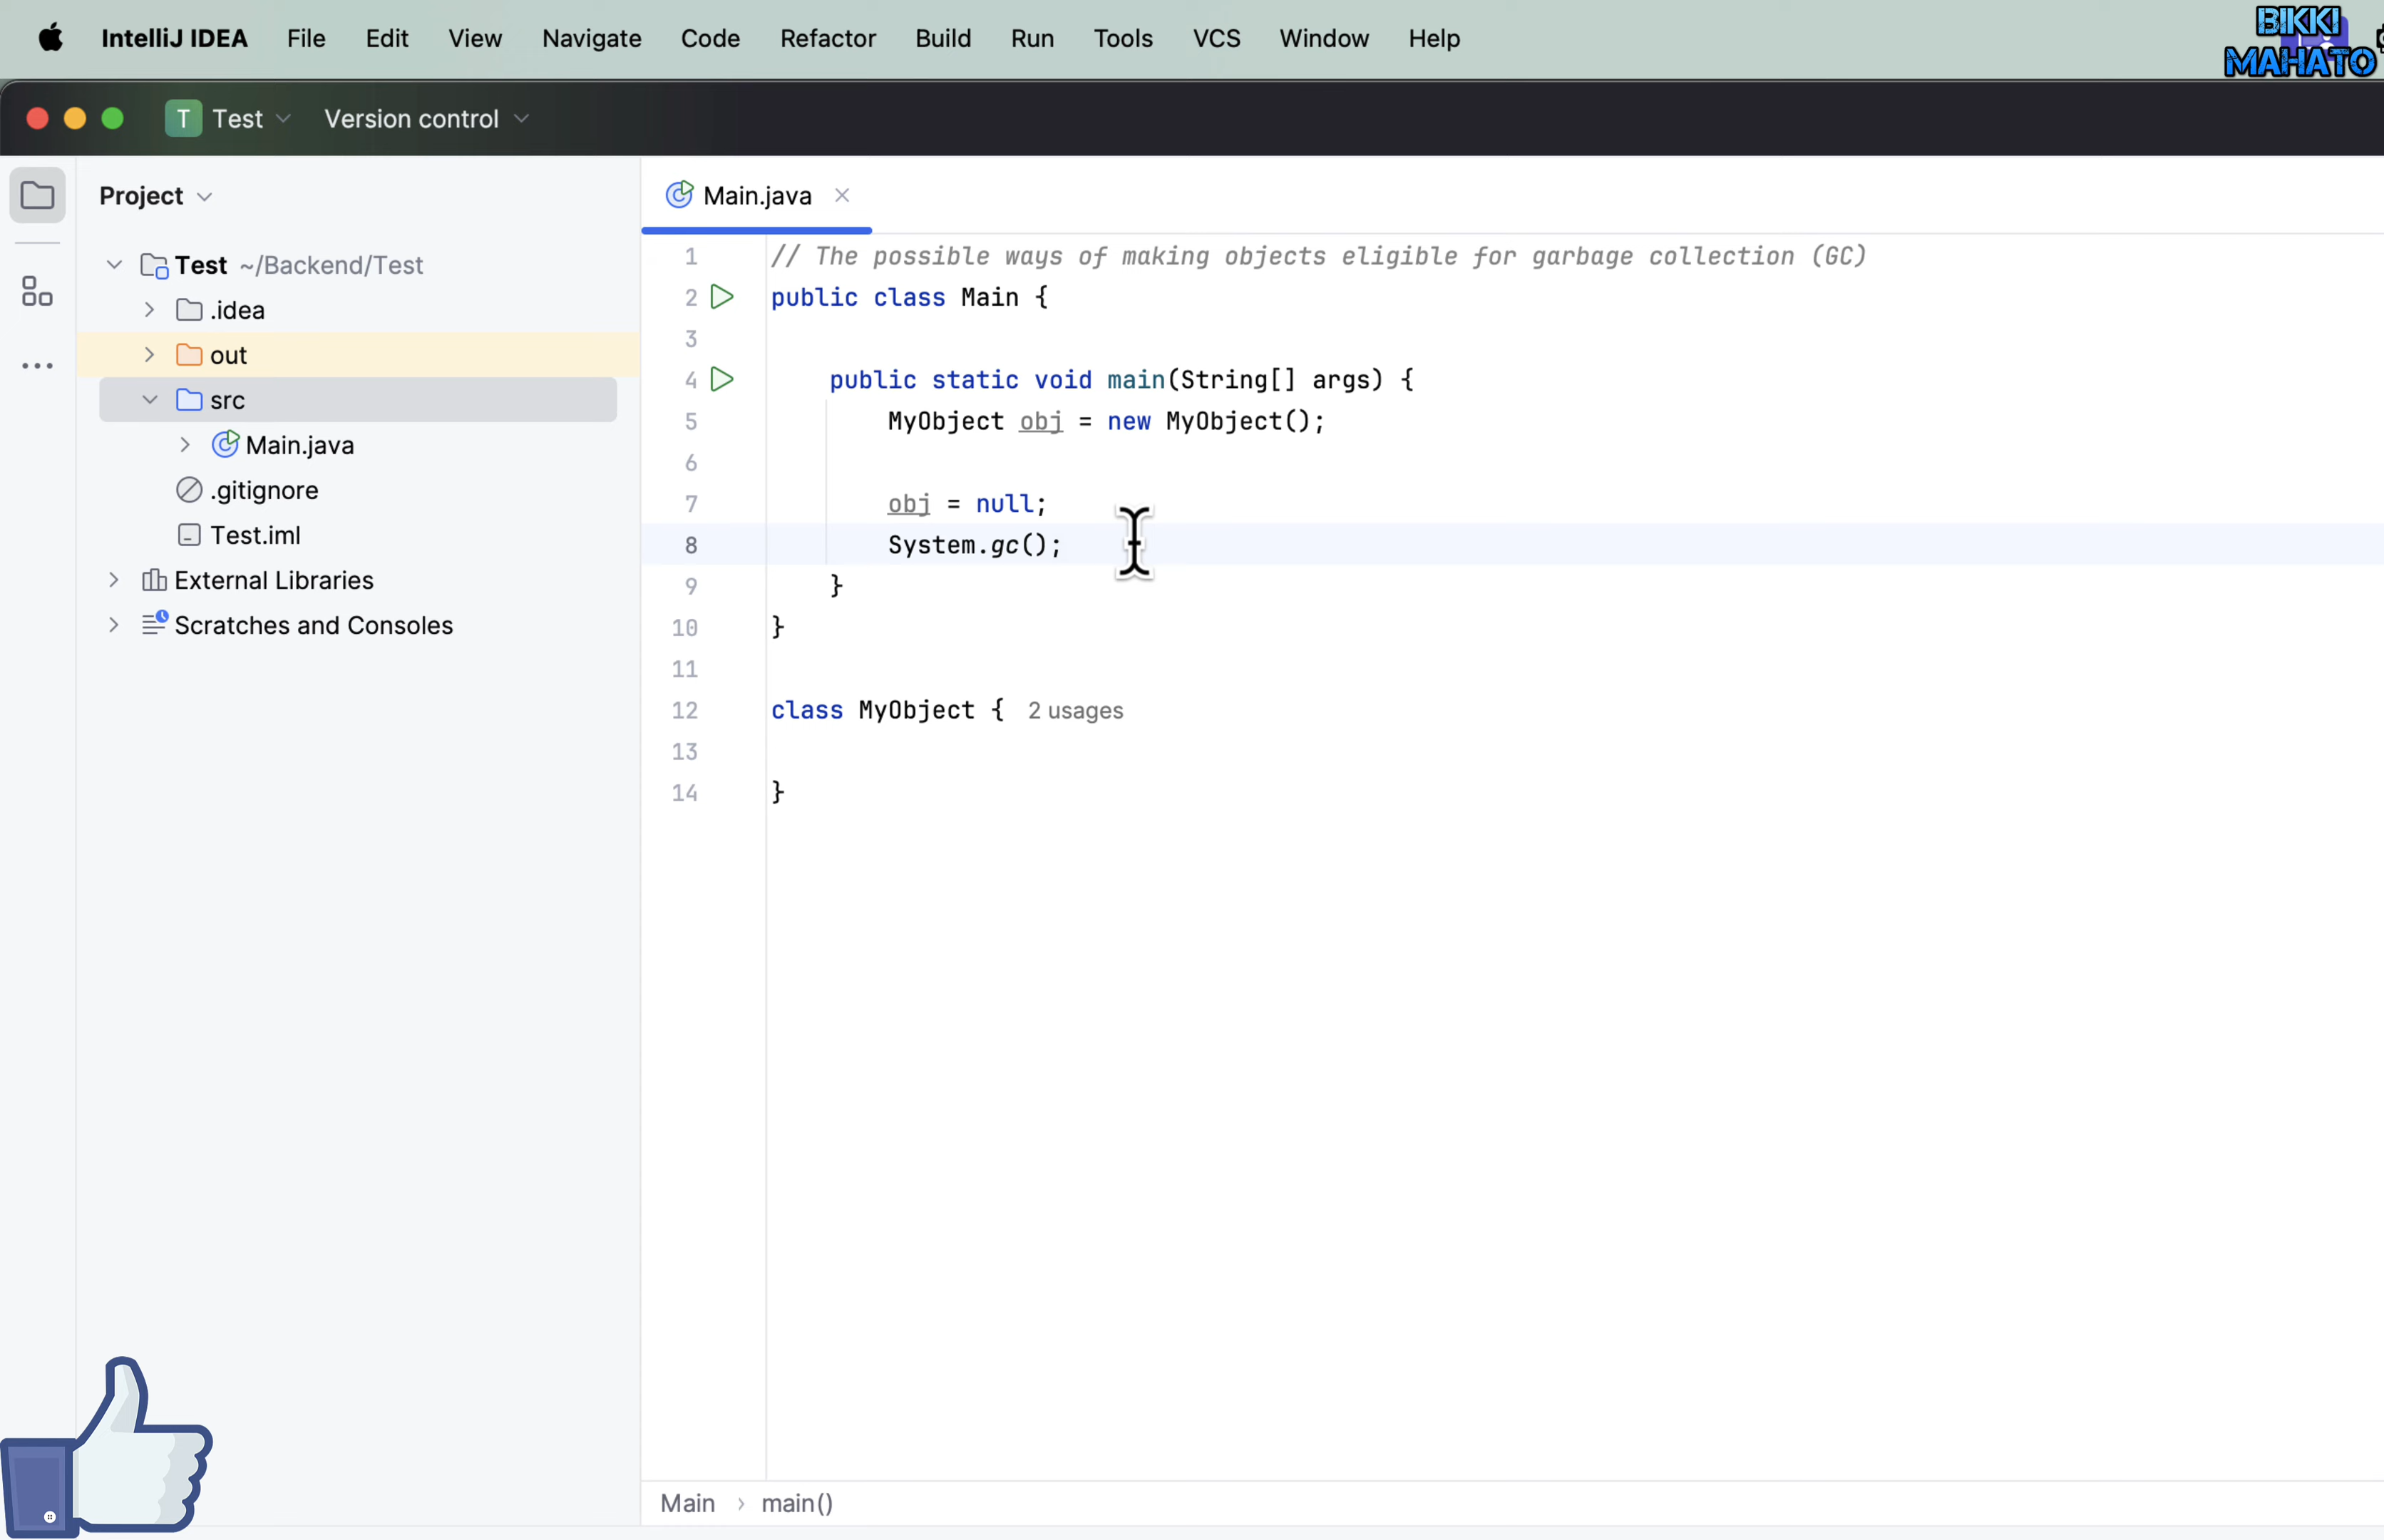 IntelliJ IDEA File Edit View Navigate Code Refactor Build Run Tools VCS Window Help
BIKKI
MAHATO
T Test Version control
Project
Test ~/Backend/Test
.idea
out
src
Main.java
.gitignore
Test.iml
External Libraries
Scratches and Consoles
Main.java
1 // The possible ways of making objects eligible for garbage collection (GC)
2 public class Main {
3
4 public static void main(String[] args) {
5 MyObject obj = new MyObject();
6
7 obj = null;
8 System.gc();
9 }
10 }
11
12 class MyObject { 2 usages
13
14 }
Main › main()